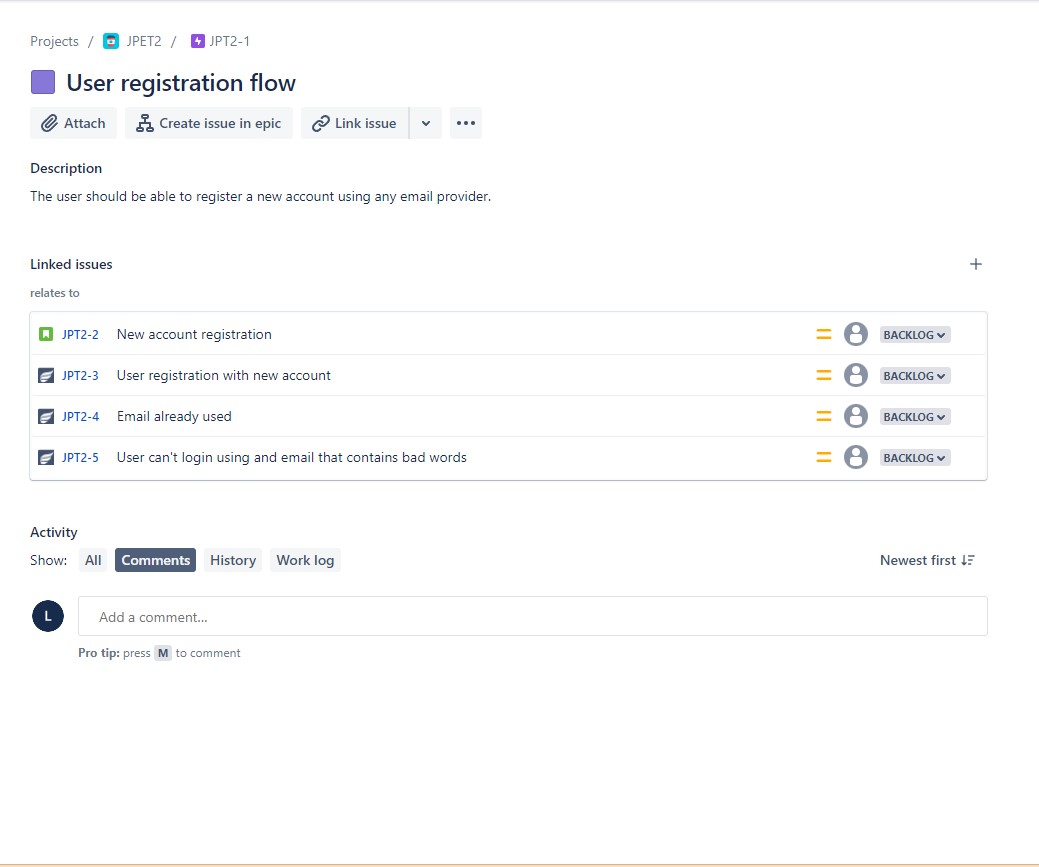 Projects / JPET2 / JPT2-1
User registration flow
Attach Create issue in epic Link issue
Description
The user should be able to register a new account using any email provider.
Linked issues
relates to
JPT2-2 New account registration BACKLOG
JPT2-3 User registration with new account BACKLOG
JPT2-4 Email already used BACKLOG
JPT2-5 User can't login using and email that contains bad words BACKLOG
Activity
Show: All Comments History Work log Newest first
L Add a comment...
Pro tip: press M to comment